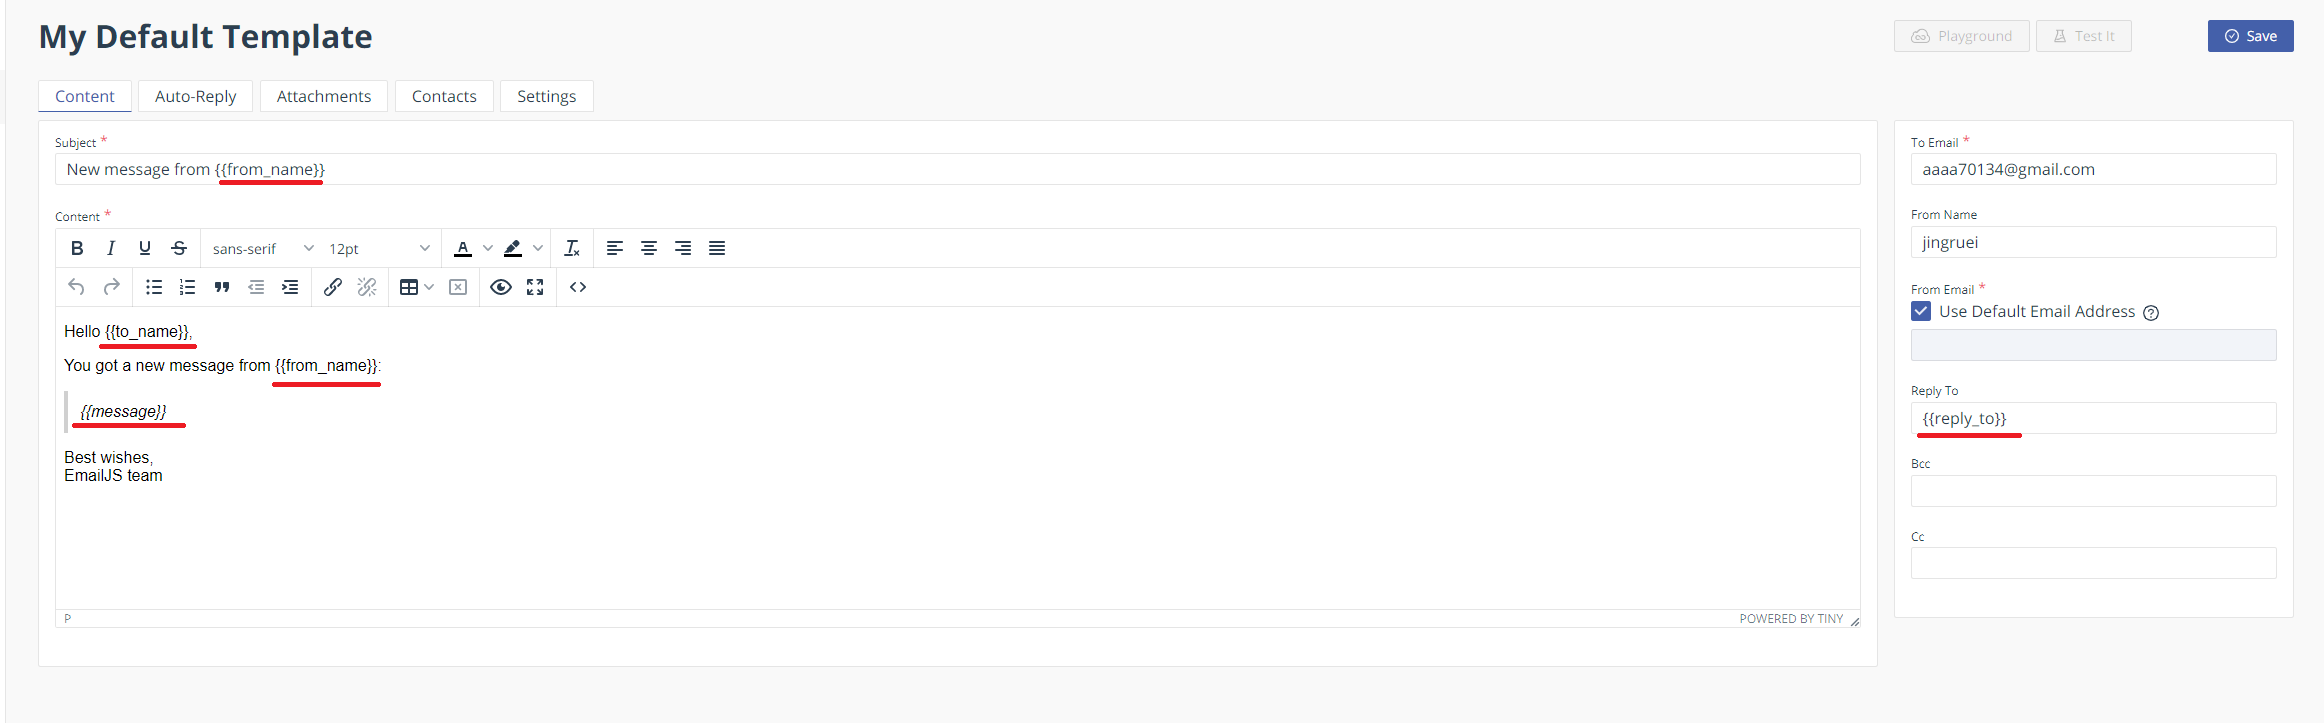 My Default Template
Playground
Test It
Save
Content
Auto-Reply
Attachments
Contacts
Settings
Subject *
New message from {{from_name}}
Content *
B I U S sans-serif 12pt A
Hello {{to_name}},
You got a new message from {{from_name}}:
{{message}}
Best wishes,
EmailJS team
P
POWERED BY TINY
To Email *
aaaa70134@gmail.com
From Name
jingruei
From Email *
Use Default Email Address
Reply To
{{reply_to}}
Bcc
Cc